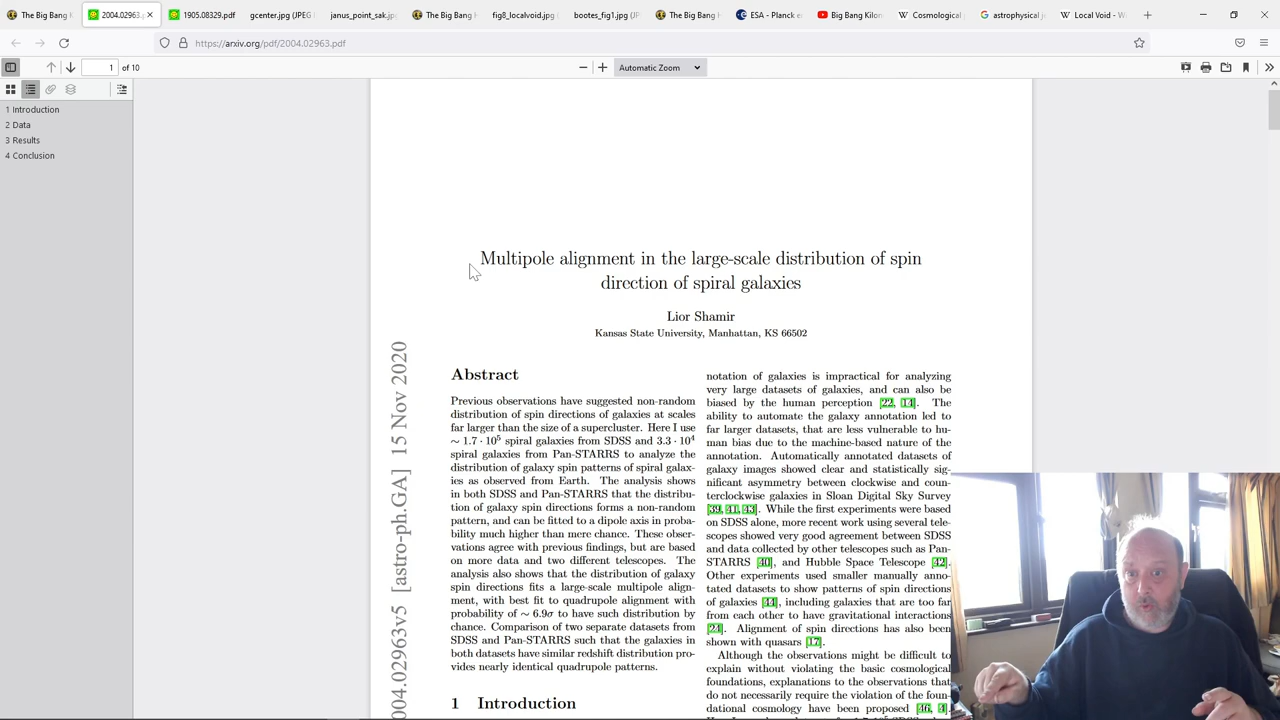 The Big Bang
2004.02963.pdf
1905.08329.pdf
gcenter.jpg (JPEG I
janus_point_sak.jpg
The Big Bang H
fig8_localvoid.jpg
bootes_fig1.jpg (
The Big Bang H
ESA - Planck e
Big Bang Kilon
Cosmological
astrophysical je
Local Void - Wi
https://arxiv.org/pdf/2004.02963.pdf
1 of 10
Automatic Zoom
1 Introduction
2 Data
3 Results
4 Conclusion
Multipole alignment in the large-scale distribution of spin
direction of spiral galaxies
Lior Shamir
Kansas State University, Manhattan, KS 66502
004.02963v5 [astro-ph.GA] 15 Nov 2020
Abstract
Previous observations have suggested non-random
distribution of spin directions of galaxies at scales
far larger than the size of a supercluster. Here I use
∼ 1.7 · 10⁵ spiral galaxies from SDSS and 3.3 · 10⁴
spiral galaxies from Pan-STARRS to analyze the
distribution of galaxy spin patterns of spiral galax-
ies as observed from Earth. The analysis shows
in both SDSS and Pan-STARRS that the distribu-
tion of galaxy spin directions forms a non-random
pattern, and can be fitted to a dipole axis in proba-
bility much higher than mere chance. These obser-
vations agree with previous findings, but are based
on more data and two different telescopes. The
analysis also shows that the distribution of galaxy
spin directions fits a large-scale multipole align-
ment, with best fit to quadrupole alignment with
probability of ∼ 6.9σ to have such distribution by
chance. Comparison of two separate datasets from
SDSS and Pan-STARRS such that the galaxies in
both datasets have similar redshift distribution pro-
vides nearly identical quadrupole patterns.
1 Introduction
notation of galaxies is impractical for analyzing
very large datasets of galaxies, and can also be
biased by the human perception [22, 14]. The
ability to automate the galaxy annotation led to
far larger datasets, that are less vulnerable to hu-
man bias due to the machine-based nature of the
annotation. Automatically annotated datasets of
galaxy images showed clear and statistically sig-
nificant asymmetry between clockwise and coun-
terclockwise galaxies in Sloan Digital Sky Survey
[39, 41, 43]. While the first experiments were based
on SDSS alone, more recent work using several tele-
scopes showed very good agreement between SDSS
and data collected by other telescopes such as Pan-
STARRS [40], and Hubble Space Telescope [42].
Other experiments used smaller manually anno-
tated datasets to show patterns of spin directions
of galaxies [44], including galaxies that are too far
from each other to have gravitational interactions
[24]. Alignment of spin directions has also been
shown with quasars [17].
Although the observations might be difficult to
explain without violating the basic cosmological
foundations, explanations to the observations that
do not necessarily require the violation of the foun-
dational cosmology have been proposed [46, 4].